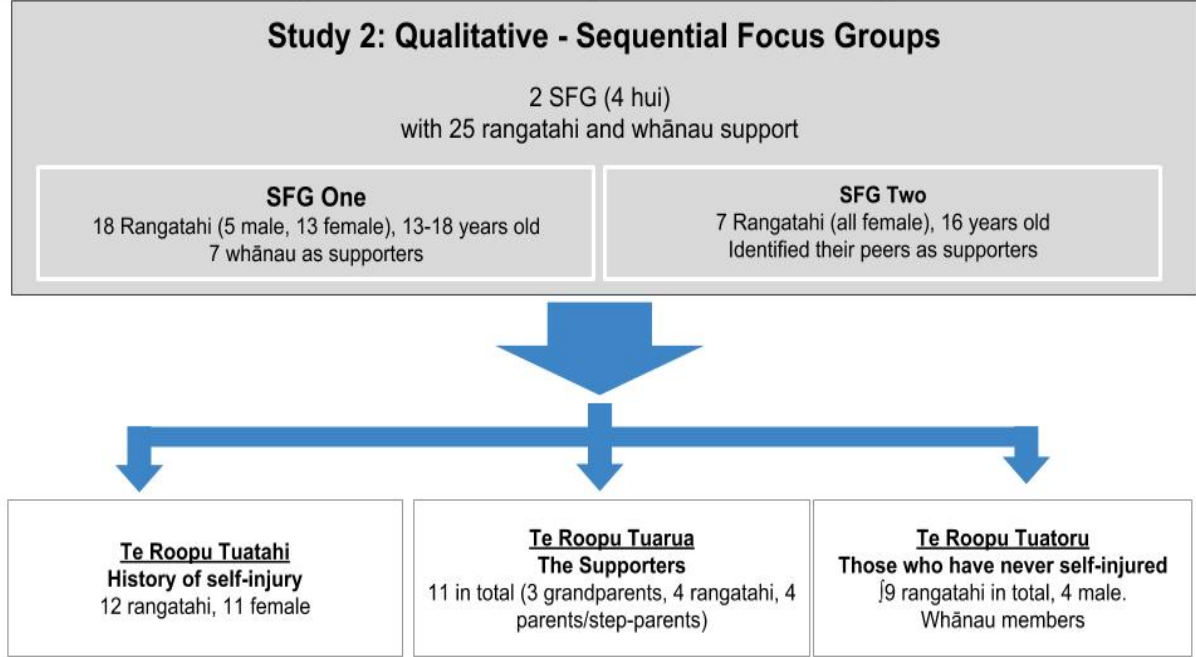 Study 2: Qualitative - Sequential Focus Groups
2 SFG (4 hui)
with 25 rangatahi and whānau support
SFG One
18 Rangatahi (5 male, 13 female), 13-18 years old
7 whānau as supporters
SFG Two
7 Rangatahi (all female), 16 years old
Identified their peers as supporters
Te Roopu Tuatahi
History of self-injury
12 rangatahi, 11 female
Te Roopu Tuarua
The Supporters
11 in total (3 grandparents, 4 rangatahi, 4
parents/step-parents)
Te Roopu Tuatoru
Those who have never self-injured
∫9 rangatahi in total, 4 male.
Whānau members